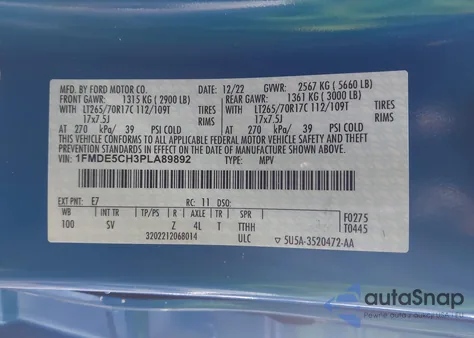 MFD. BY FORD MOTOR CO. 12/22 GVWR: 2567 KG ( 5660 LB)
FRONT GAWR: 1315 KG ( 2900 LB) REAR GAWR: 1361 KG ( 3000 LB)
WITH LT265/70R17C 112/109T TIRES WITH LT265/70R17C 112/109T TIRES
17x7.5J RIMS 17x7.5J RIMS
AT 270 kPa/ 39 PSI COLD AT 270 kPa/ 39 PSI COLD
THIS VEHICLE CONFORMS TO ALL APPLICABLE FEDERAL MOTOR VEHICLE SAFETY AND THEFT
PREVENTION STANDARDS IN EFFECT ON THE DATE OF MANUFACTURE SHOWN ABOVE.
VIN: 1FMDE5CH3PLA89892 TYPE: MPV
EXT PNT: E7 RC: 11 DSO:
WB INT TR TP/PS R AXLE TR SPR F0275
100 SV Z 4L T TTHH T0445
3202212068014 ULC ▽ 5U5A-3520472-AA
autoSnap